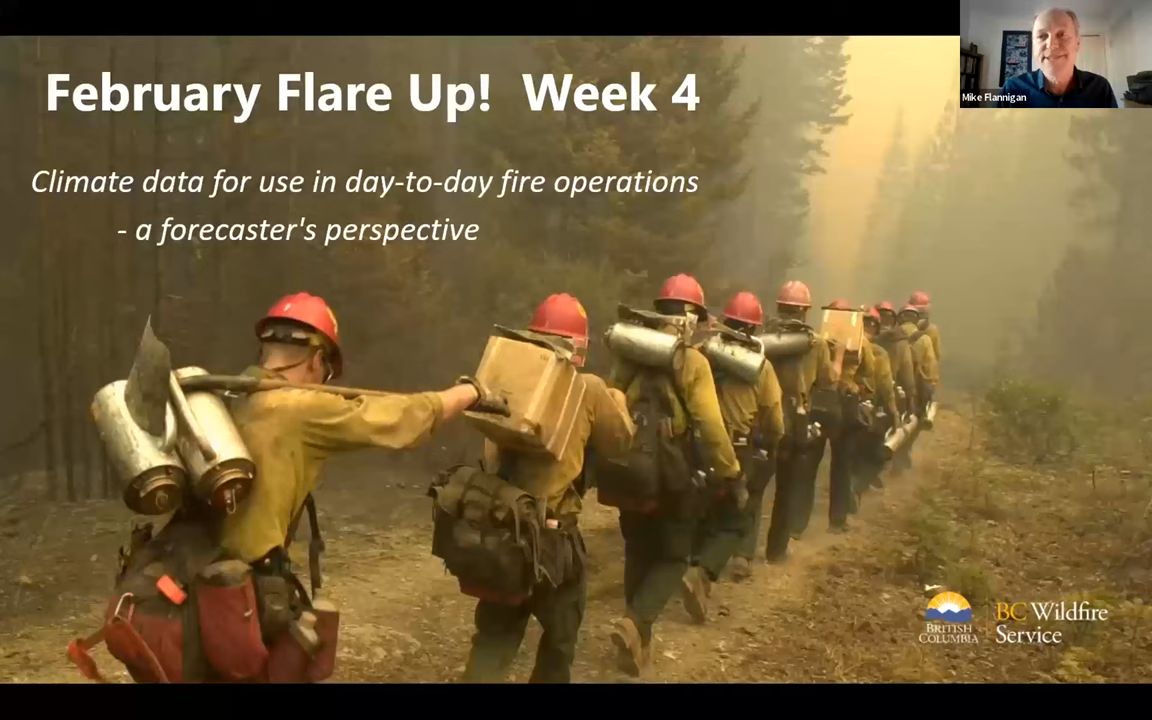 February Flare Up! Week 4
Mike Flannigan
Climate data for use in day-to-day fire operations
- a forecaster's perspective
BRITISH
COLUMBIA
BC Wildfire
Service